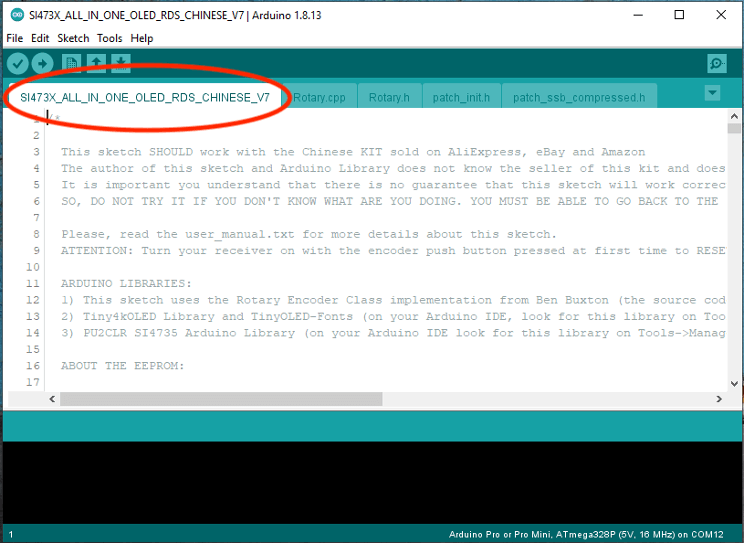 SI473X_ALL_IN_ONE_OLED_RDS_CHINESE_V7 | Arduino 1.8.13
File Edit Sketch Tools Help
SI473X_ALL_IN_ONE_OLED_RDS_CHINESE_V7 Rotary.cpp Rotary.h patch_init.h patch_ssb_compressed.h
1 /*
2
3 This sketch SHOULD work with the Chinese KIT sold on AliExpress, eBay and Amazon
4 The author of this sketch and Arduino Library does not know the seller of this kit and does
5 It is important you understand that there is no guarantee that this sketch will work correc
6 SO, DO NOT TRY IT IF YOU DON'T KNOW WHAT ARE YOU DOING. YOU MUST BE ABLE TO GO BACK TO THE
7
8 Please, read the user_manual.txt for more details about this sketch.
9 ATTENTION: Turn your receiver on with the encoder push button pressed at first time to RESE
10
11 ARDUINO LIBRARIES:
12 1) This sketch uses the Rotary Encoder Class implementation from Ben Buxton (the source cod
13 2) Tiny4kOLED Library and TinyOLED-Fonts (on your Arduino IDE, look for this library on Too
14 3) PU2CLR SI4735 Arduino Library (on your Arduino IDE look for this library on Tools->Manag
15
16 ABOUT THE EEPROM:
17
1 Arduino Pro or Pro Mini, ATmega328P (5V, 16 MHz) on COM12